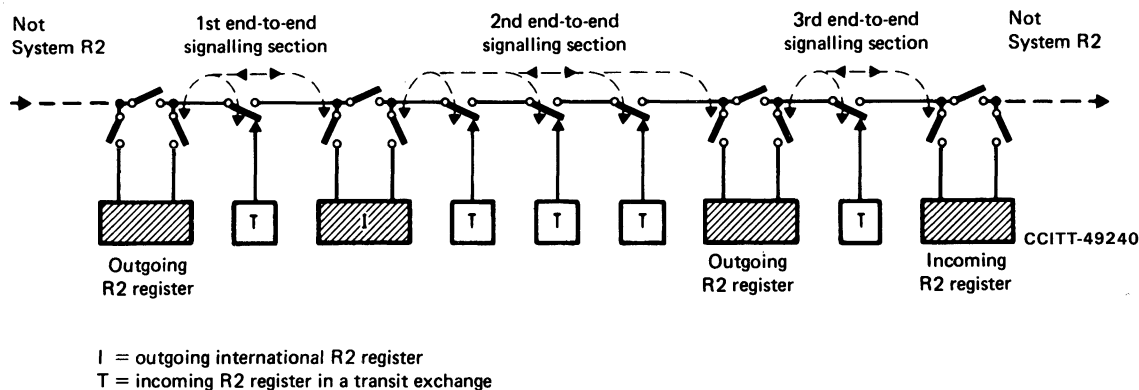 Not
System R2
1st end-to-end
signalling section
2nd end-to-end
signalling section
3rd end-to-end
signalling section
Not
System R2
T
I
T
T
T
T
CCITT-49240
Outgoing
R2 register
Outgoing
R2 register
Incoming
R2 register
I = outgoing international R2 register
T = incoming R2 register in a transit exchange